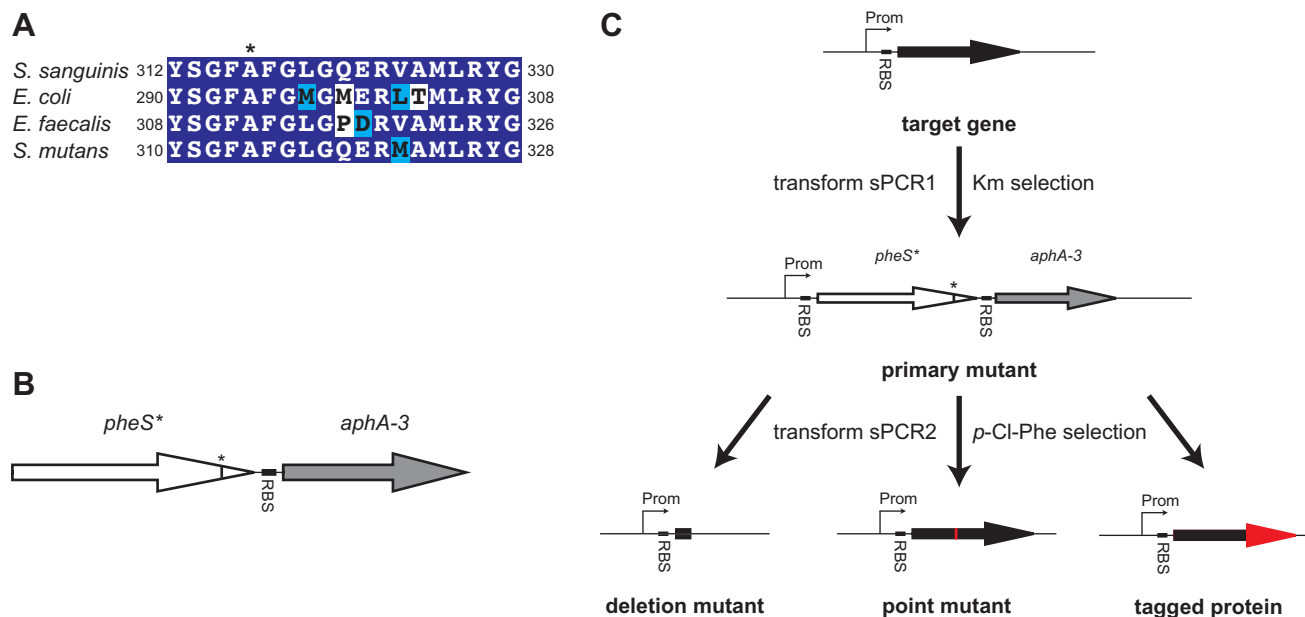 A
*
S. sanguinis 312 YSGFAFGLGQERVAMLRYG 330
E. coli 290 YSGFAFGMGMERLTMLRYG 308
E. faecalis 308 YSGFAFGLGPDRVAMLRYG 326
S. mutans 310 YSGFAFGLGQERMAMLRYG 328
B
pheS* aphA-3
*
RBS
C
Prom
RBS
target gene
transform sPCR1 Km selection
pheS* aphA-3
Prom
*
RBS RBS
primary mutant
transform sPCR2 p-Cl-Phe selection
Prom Prom Prom
RBS RBS RBS
deletion mutant point mutant tagged protein